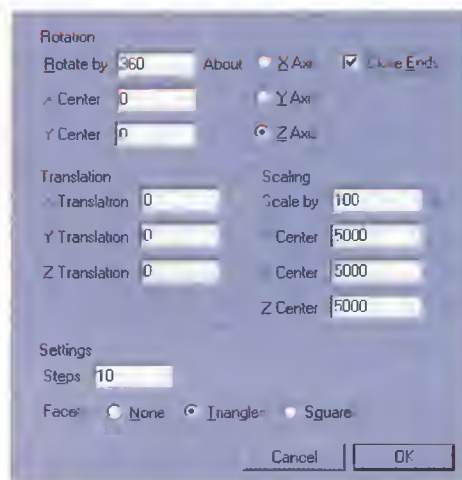 Rotation
Rotate by 360 About X Axi Close Ends
Center 0 Y Axi
Y Center 0 Z Axis
Translation Scaling
Translation 0 Scale by 100
Y Translation 0 Center 5000
Z Translation 0 Center 5000
Z Center 5000
Settings
Steps 10
Face: None Triangle Square
Cancel OK